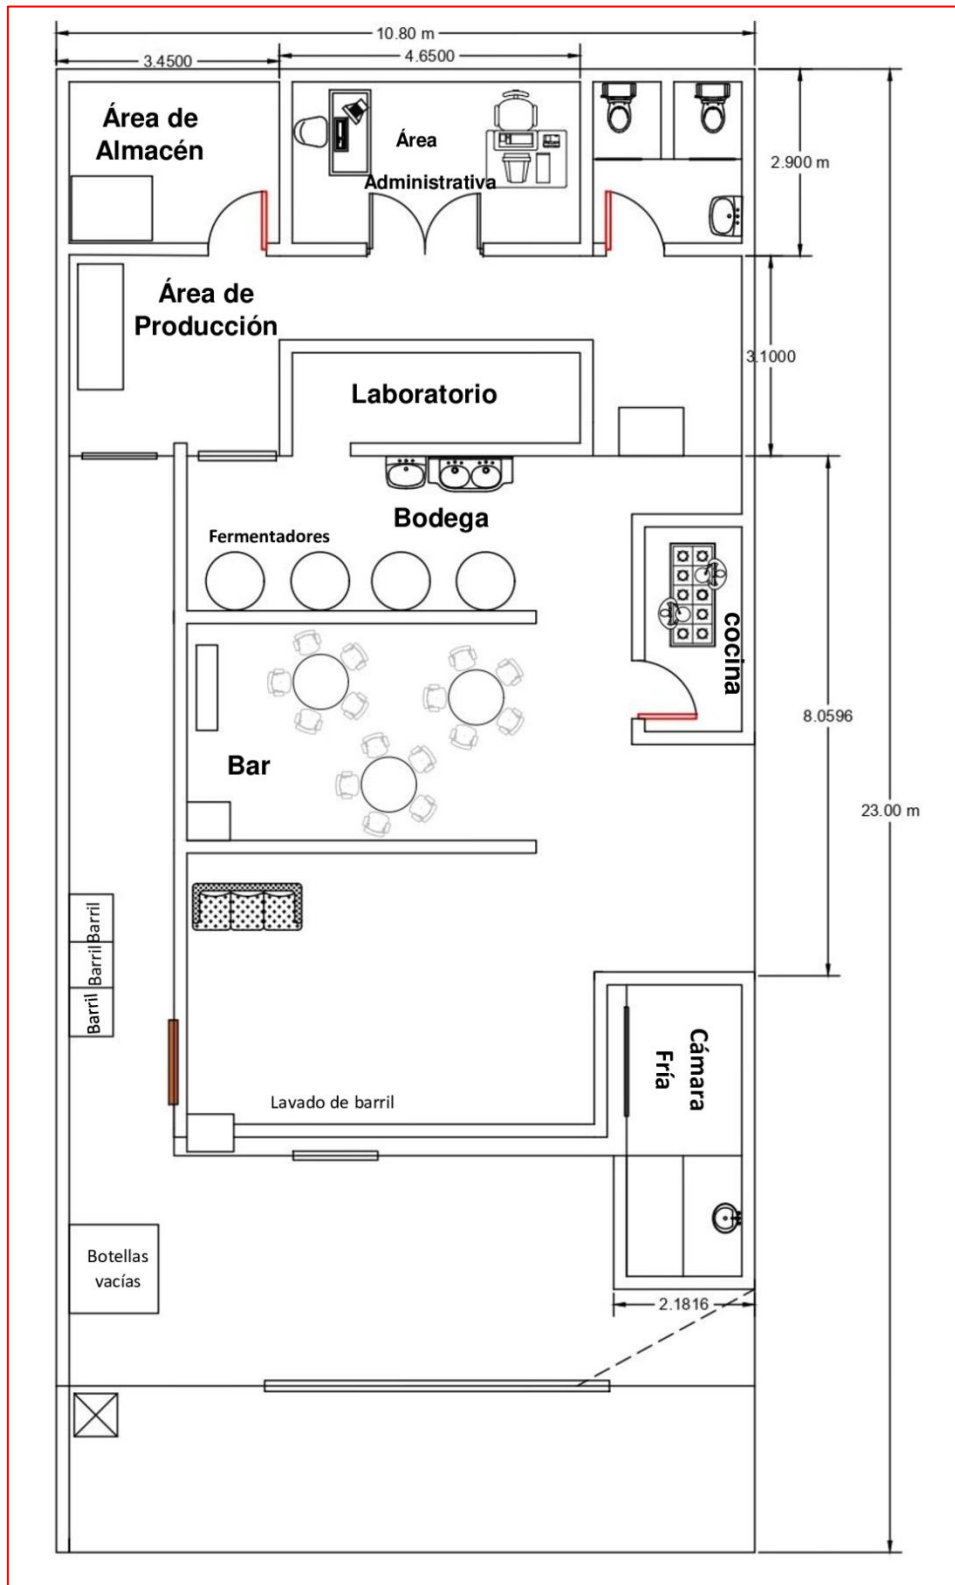 10.80 m
3.4500
4.6500
Área de
Almacén
Área
Administrativa
2.900 m
Área de
Producción
3.1000
Laboratorio
Bodega
Fermentadores
cocina
8.0596
23.00 m
Bar
Barril
Barril
Barril
Cámara
Fría
Lavado de barril
Botellas
vacías
2.1816